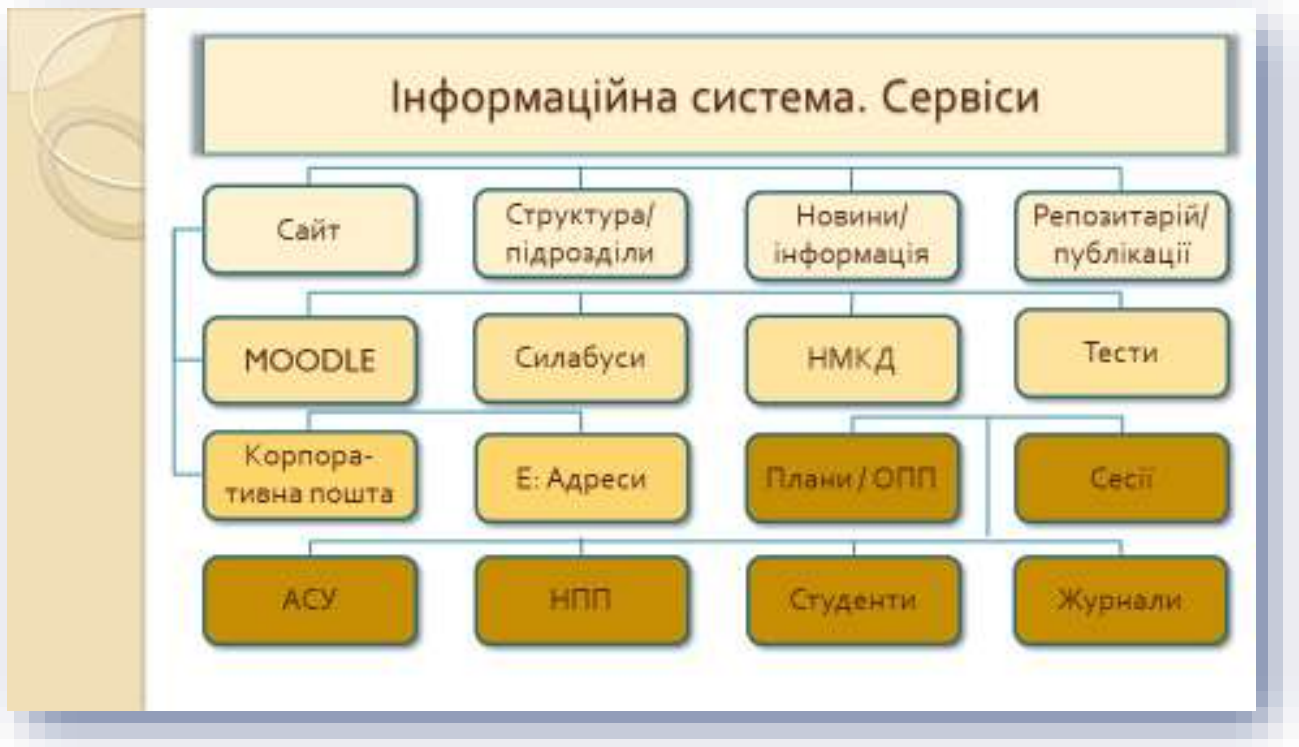 Інформаційна система. Сервіси
Сайт
Структура/
підрозділи
Новини/
інформація
Репозитарій/
публікації
MOODLE
Силабуси
НМКД
Тести
Корпора-
тивна пошта
Е: Адреси
Плани / ОПП
Сесії
АСУ
НПП
Студенти
Журнали